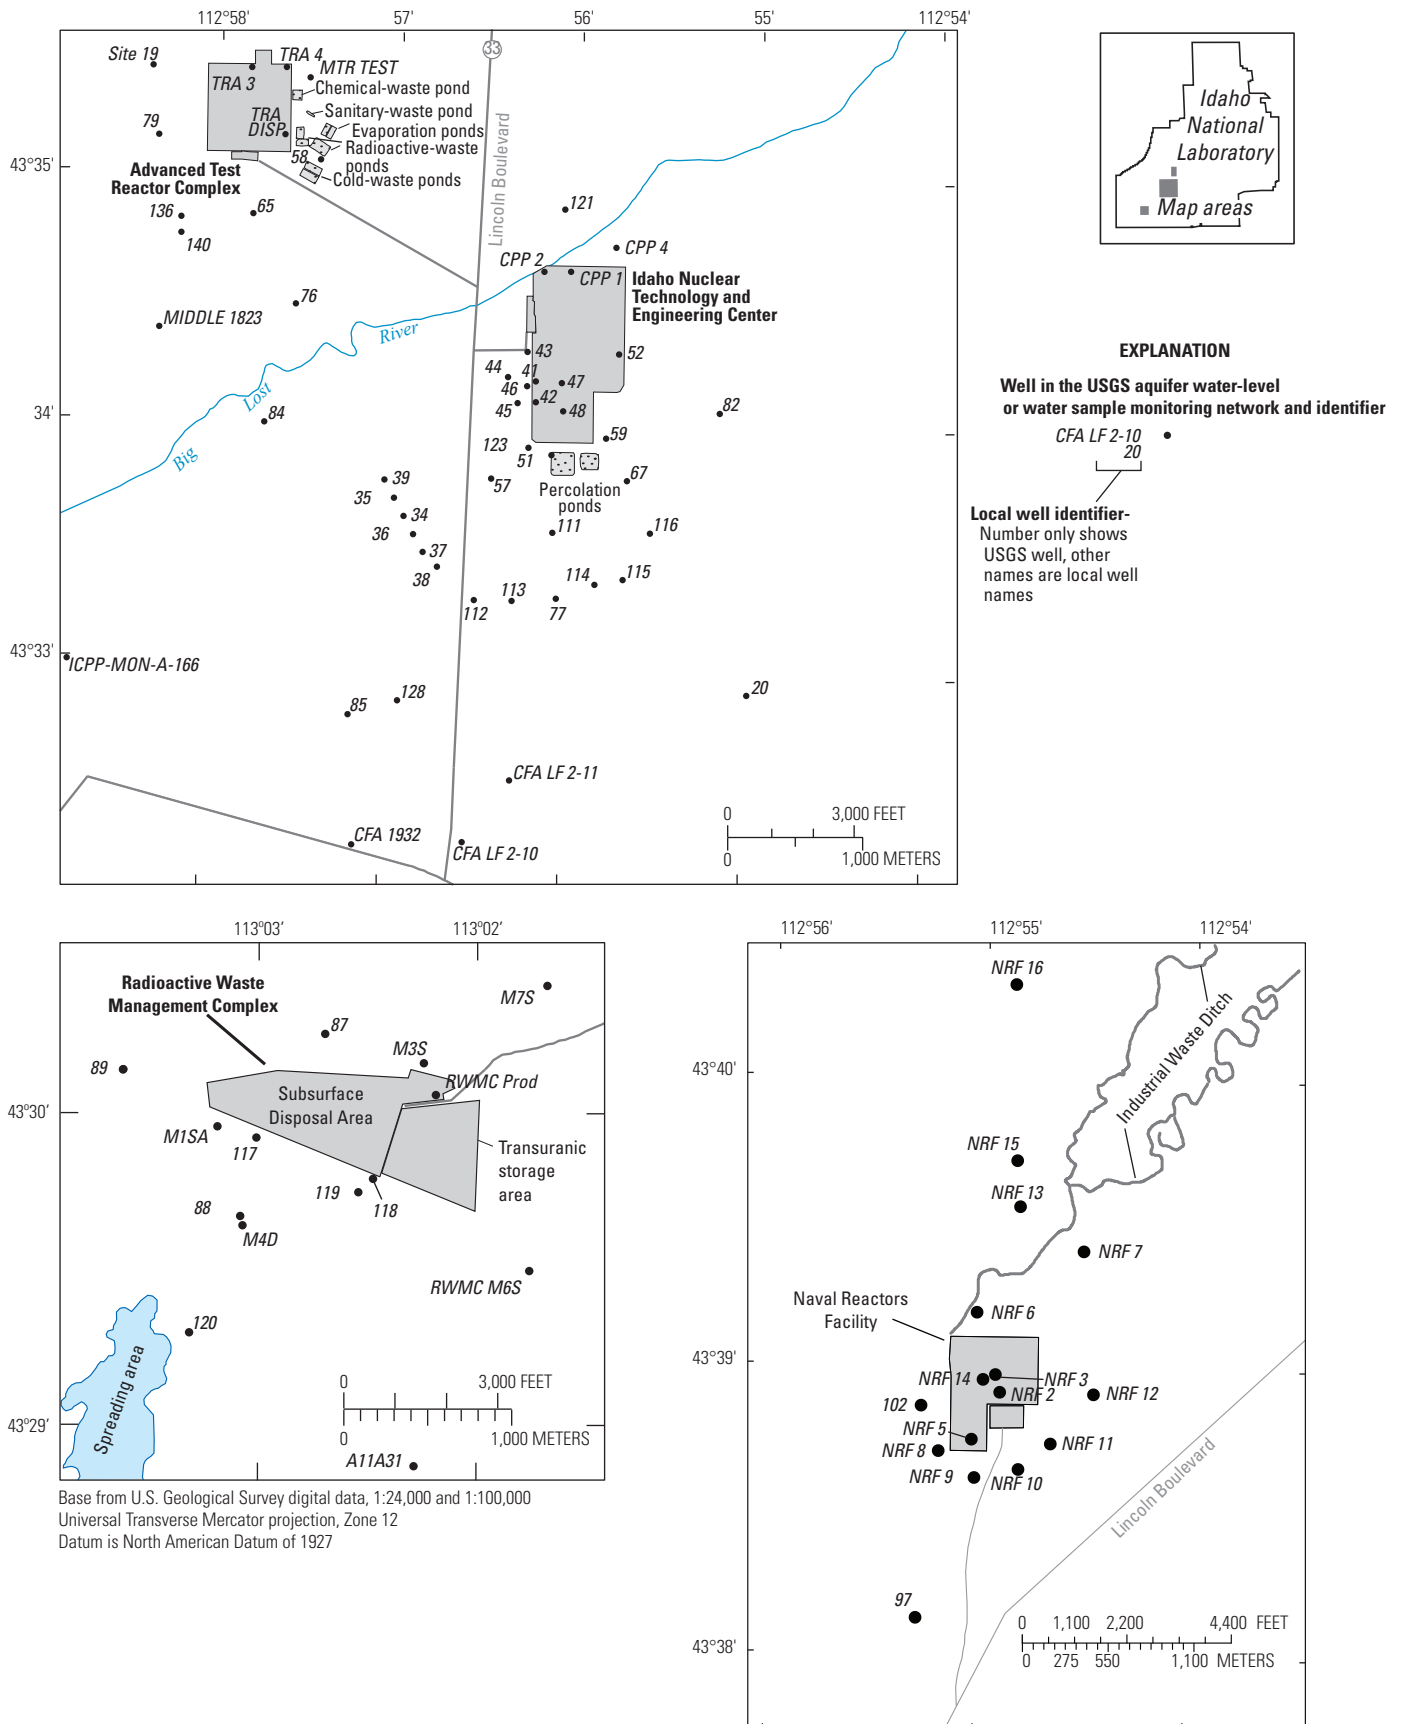 112°58'
57'
56'
55'
112°54'
33
Site 19
TRA 4
MTR TEST
TRA 3
Chemical-waste pond
Sanitary-waste pond
79
TRA
DISP
Evaporation ponds
Radioactive-waste
ponds
58
Cold-waste ponds
43°35'
Advanced Test
Reactor Complex
Lincoln Boulevard
136
65
140
121
CPP 4
CPP 2
CPP 1
Idaho Nuclear
Technology and
Engineering Center
76
MIDDLE 1823
Big
Lost
River
43
52
44
41
47
46
42
45
48
34'
84
82
59
123
51
67
57
Percolation
ponds
39
35
34
36
37
38
111
116
114
115
113
112
77
43°33'
ICPP-MON-A-166
128
85
20
CFA LF 2-11
CFA 1932
CFA LF 2-10
0
3,000 FEET
0
1,000 METERS
Idaho
National
Laboratory
Map areas
EXPLANATION
Well in the USGS aquifer water-level
or water sample monitoring network and identifier
CFA LF 2-10
20
Local well identifier-
Number only shows
USGS well, other
names are local well
names
113°03'
113°02'
Radioactive Waste
Management Complex
M7S
87
M3S
89
RWMC Prod
Subsurface
Disposal Area
43°30'
M1SA
117
Transuranic
storage
area
119
118
88
M4D
RWMC M6S
120
Spreading area
0
3,000 FEET
0
1,000 METERS
43°29'
A11A31
Base from U.S. Geological Survey digital data, 1:24,000 and 1:100,000
Universal Transverse Mercator projection, Zone 12
Datum is North American Datum of 1927
112°56'
112°55'
112°54'
NRF 16
Industrial Waste Ditch
43°40'
NRF 15
NRF 13
NRF 7
Naval Reactors
Facility
NRF 6
43°39'
NRF 14
NRF 3
NRF 2
NRF 12
102
NRF 5
NRF 8
NRF 11
NRF 9
NRF 10
Lincoln Boulevard
97
43°38'
0
1,100
2,200
4,400 FEET
0
275
550
1,100 METERS